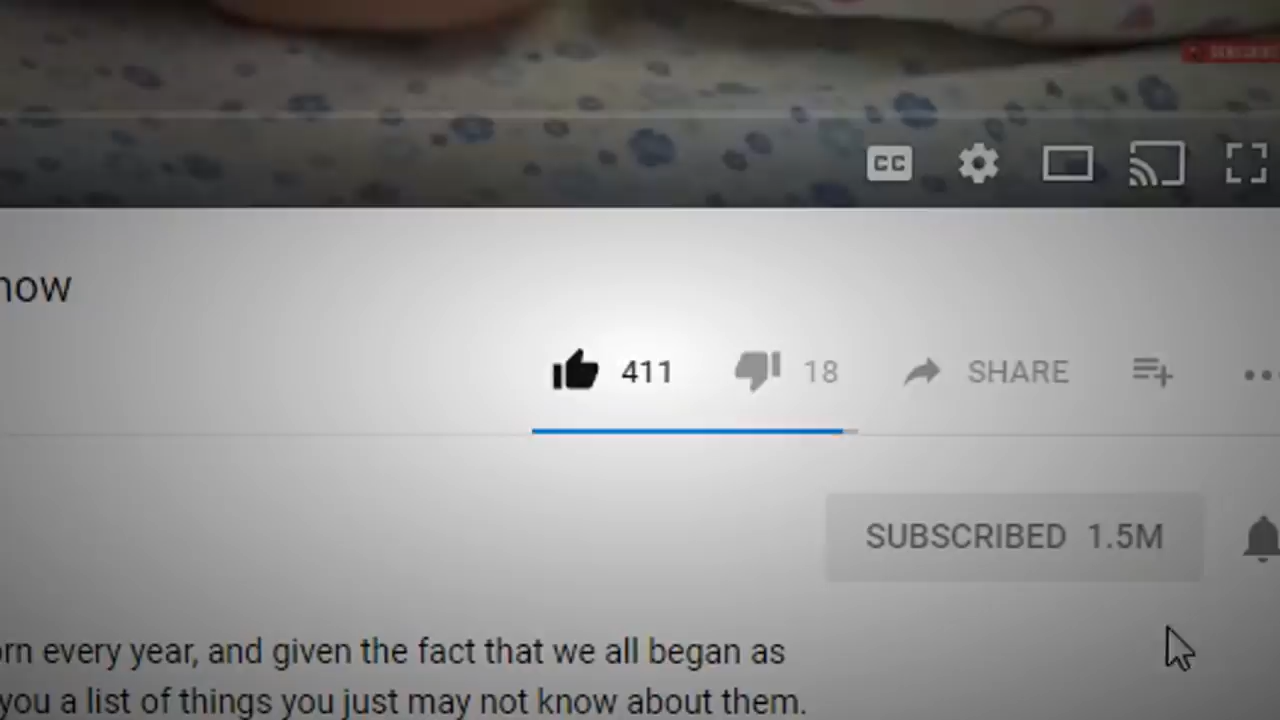 CC
now
411 18 SHARE
SUBSCRIBED 1.5M
rn every year, and given the fact that we all began as
you a list of things you just may not know about them.